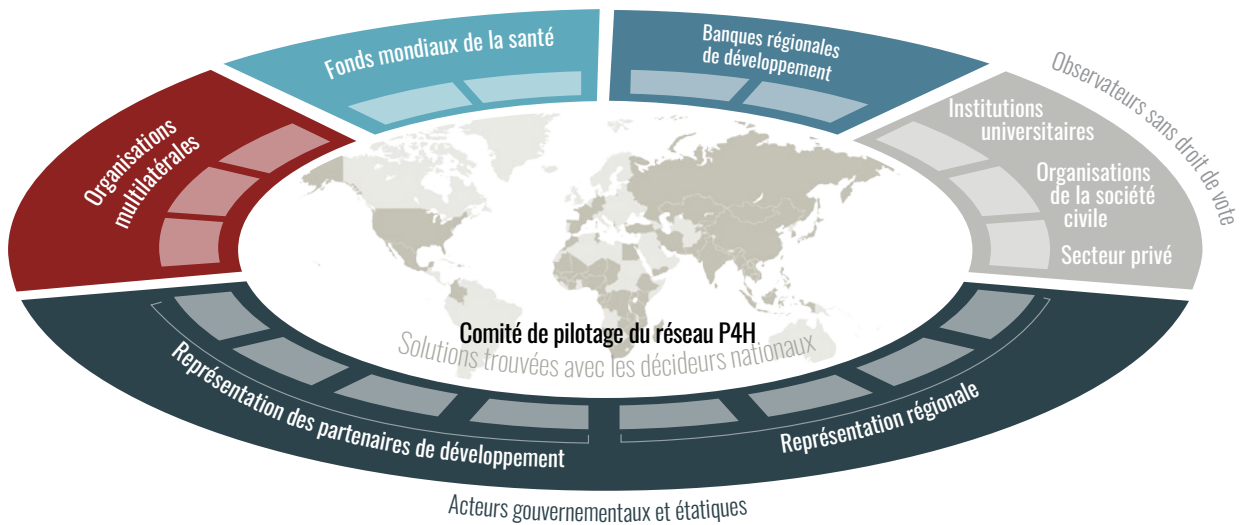 Fonds mondiaux de la santé
Banques régionales
de développement
Observateurs sans droit de vote
Organisations
multilatérales
Institutions
universitaires
Organisations
de la société
civile
Secteur privé
Comité de pilotage du réseau P4H
Solutions trouvées avec les décideurs nationaux
Représentation des partenaires de développement
Représentation régionale
Acteurs gouvernementaux et étatiques